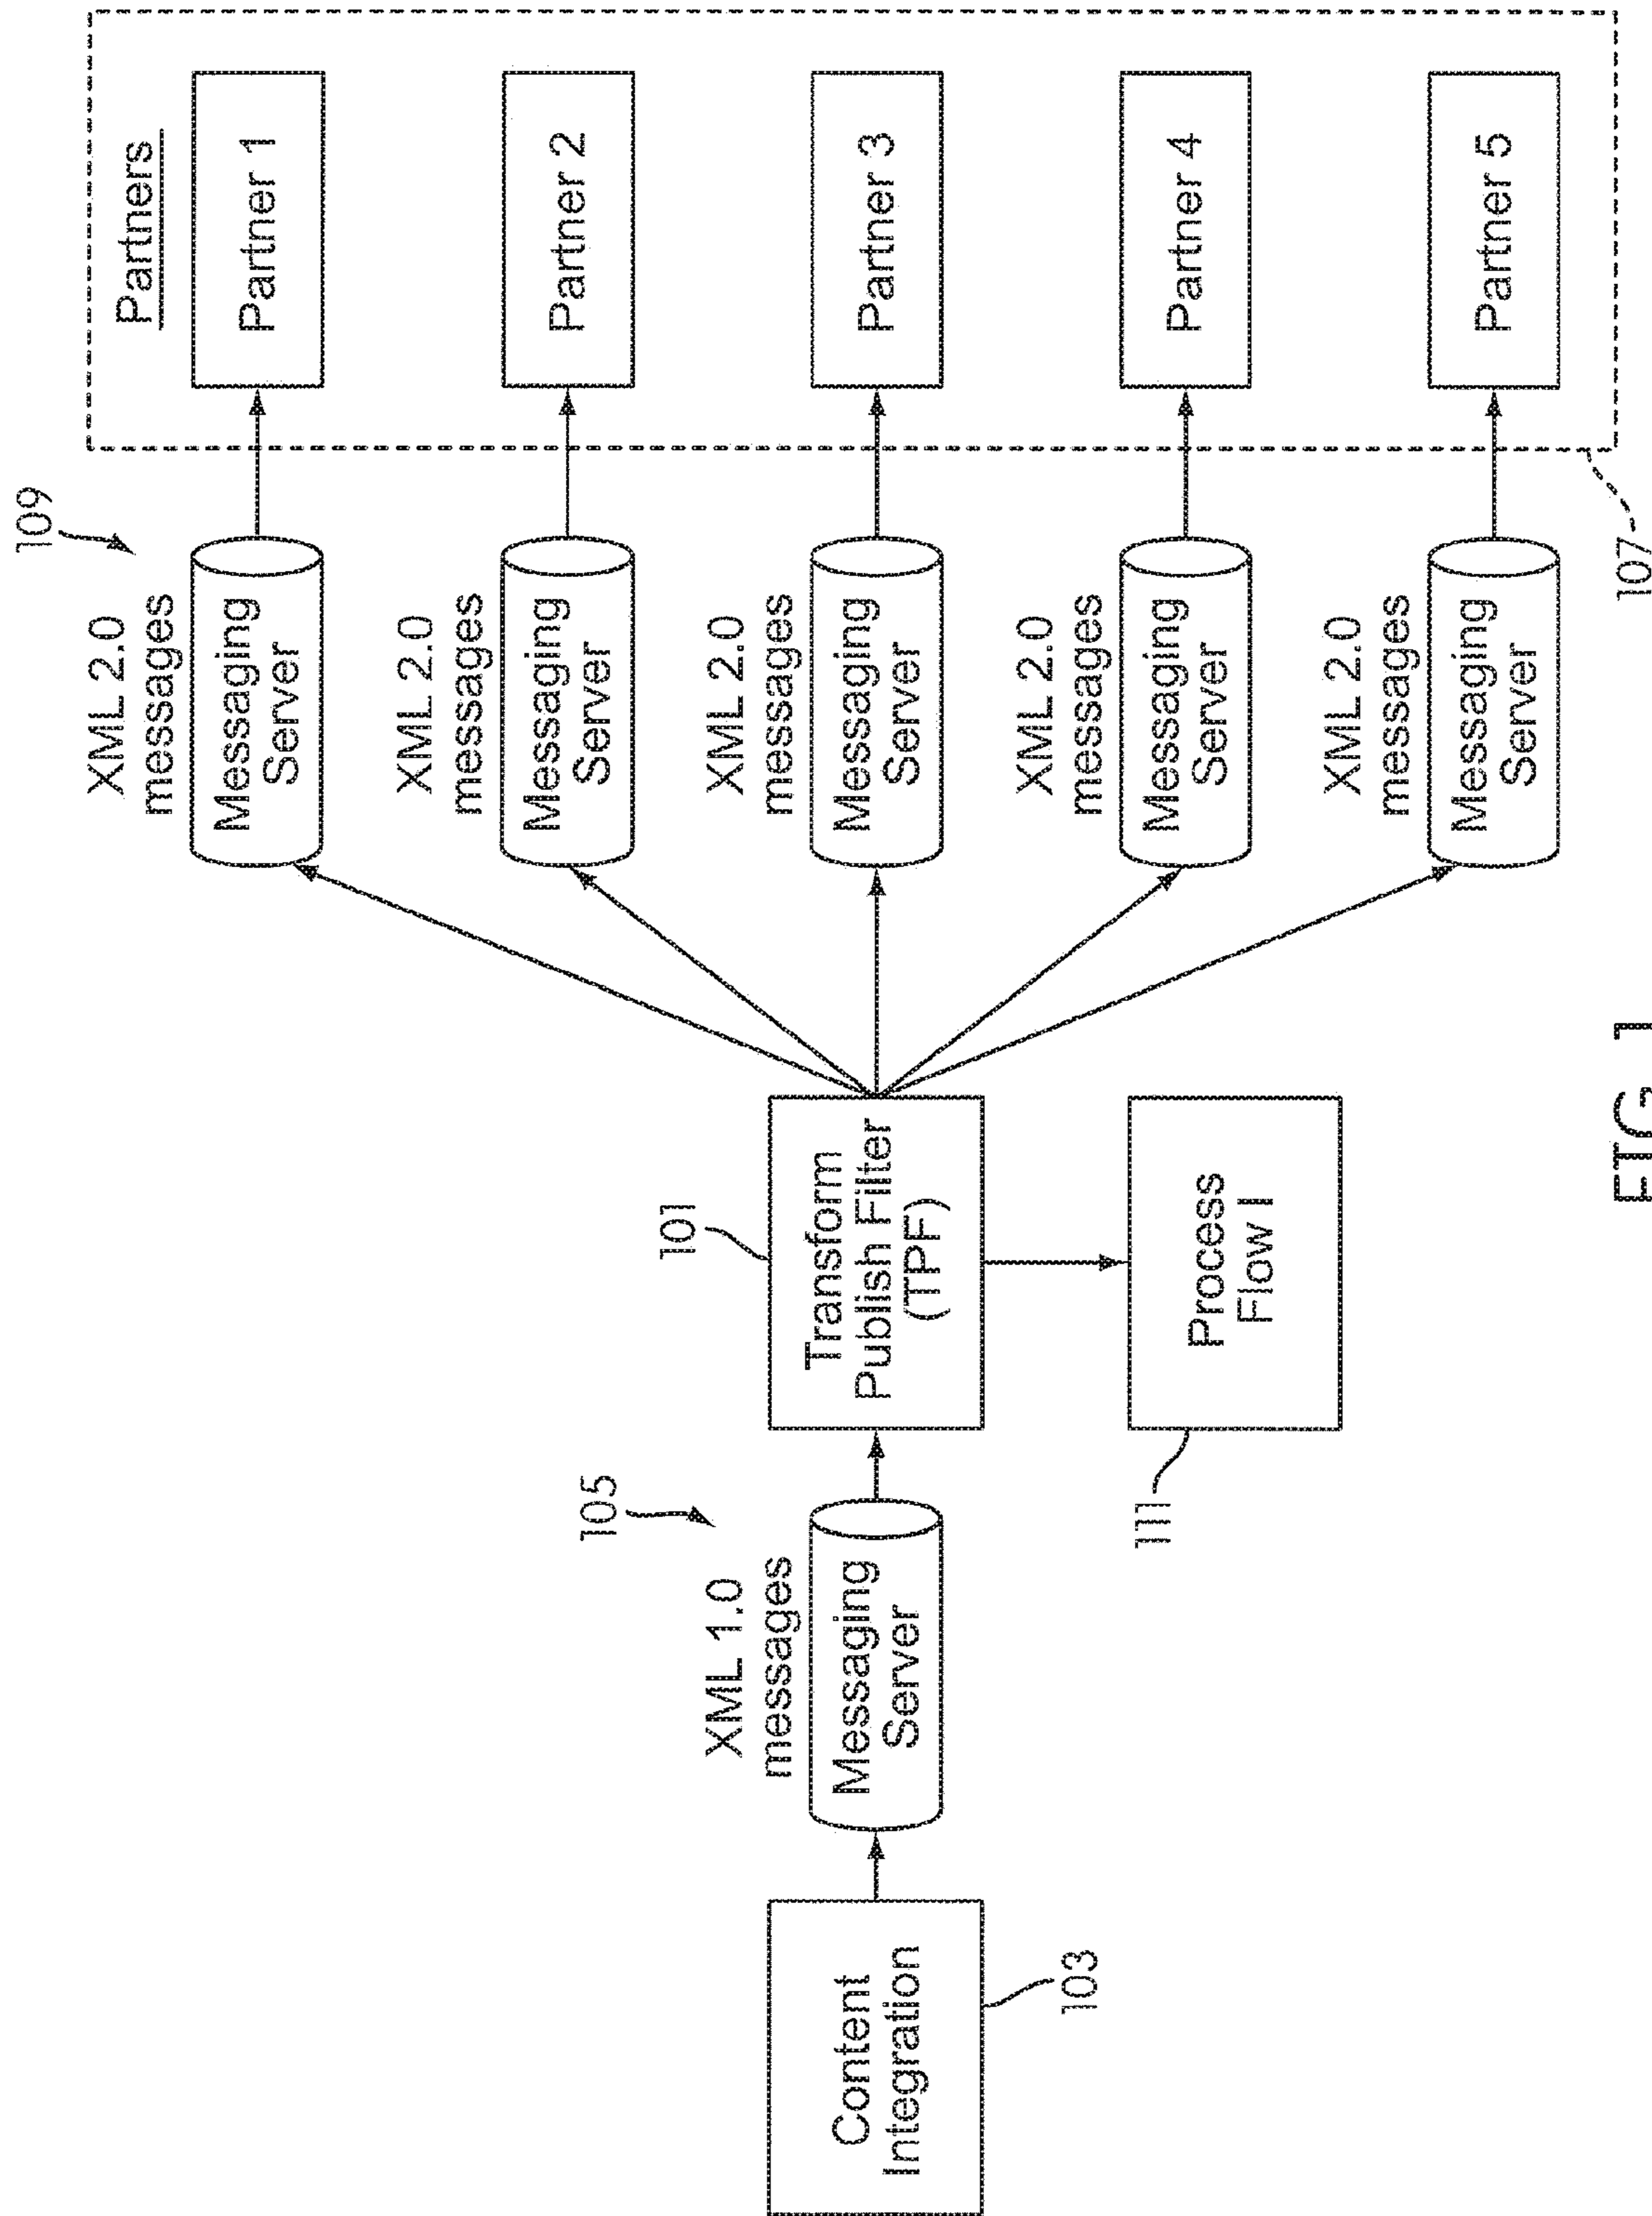 109
Partners
XML 2.0
messages
Messaging
Server
Partner 1
XML 2.0
messages
Messaging
Server
Partner 2
101
105
XML 1.0
messages
Content
Integration
Messaging
Server
Transform
Publish Filter
(TPF)
XML 2.0
messages
Messaging
Server
Partner 3
103
111
Process
Flow I
XML 2.0
messages
Messaging
Server
Partner 4
XML 2.0
messages
Messaging
Server
Partner 5
107
FIG. 1